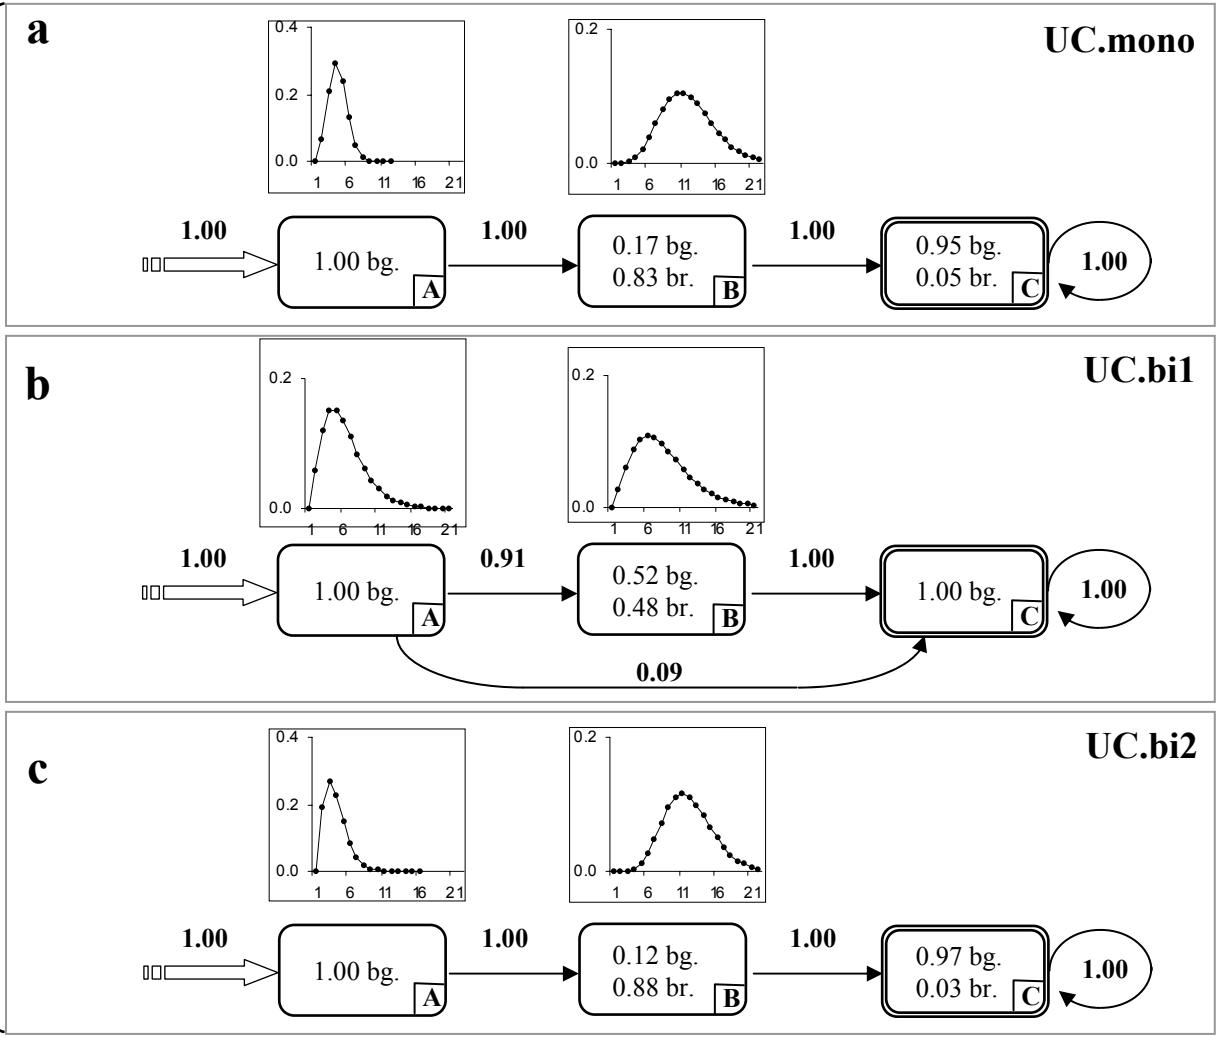 a
UC.mono
0.4
0.2
0.0
1 6 11 16 21
0.2
0.0
1 6 11 16 21
1.00
1.00 bg.
A
1.00
0.17 bg.
0.83 br.
B
1.00
0.95 bg.
0.05 br.
C
1.00
b
UC.bi1
0.2
0.0
1 6 11 16 21
0.2
0.0
1 6 11 16 21
1.00
1.00 bg.
A
0.91
0.52 bg.
0.48 br.
B
1.00
1.00 bg.
C
1.00
0.09
c
UC.bi2
0.4
0.2
0.0
1 6 11 16 21
0.2
0.0
1 6 11 16 21
1.00
1.00 bg.
A
1.00
0.12 bg.
0.88 br.
B
1.00
0.97 bg.
0.03 br.
C
1.00